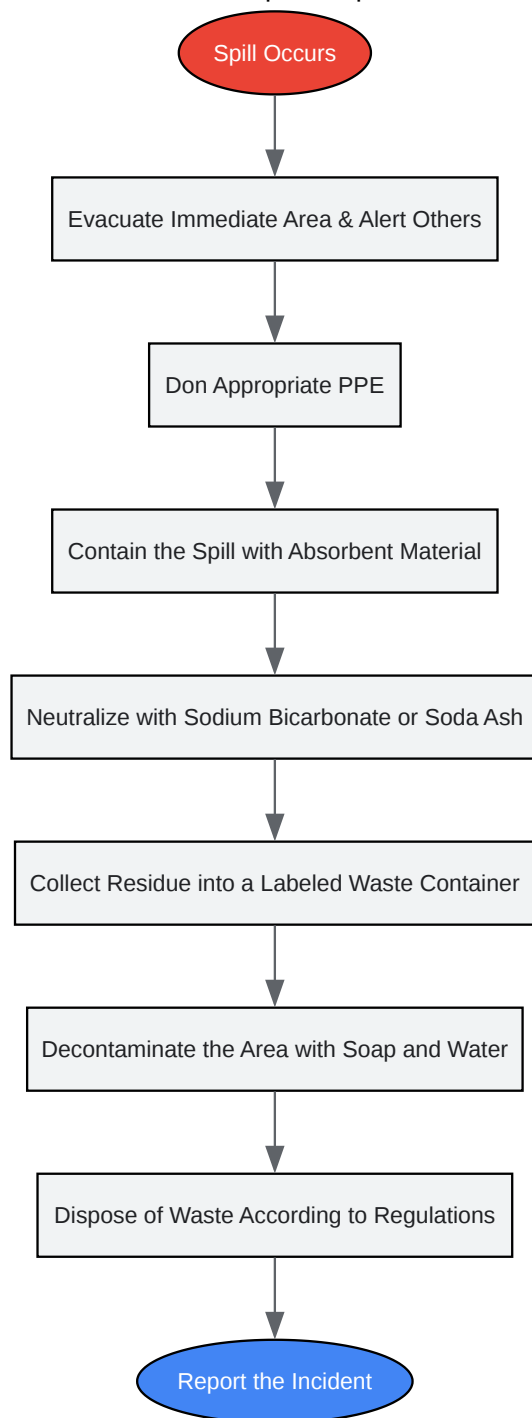 Spill Occurs
Evacuate Immediate Area & Alert Others
Don Appropriate PPE
Contain the Spill with Absorbent Material
Neutralize with Sodium Bicarbonate or Soda Ash
Collect Residue into a Labeled Waste Container
Decontaminate the Area with Soap and Water
Dispose of Waste According to Regulations
Report the Incident